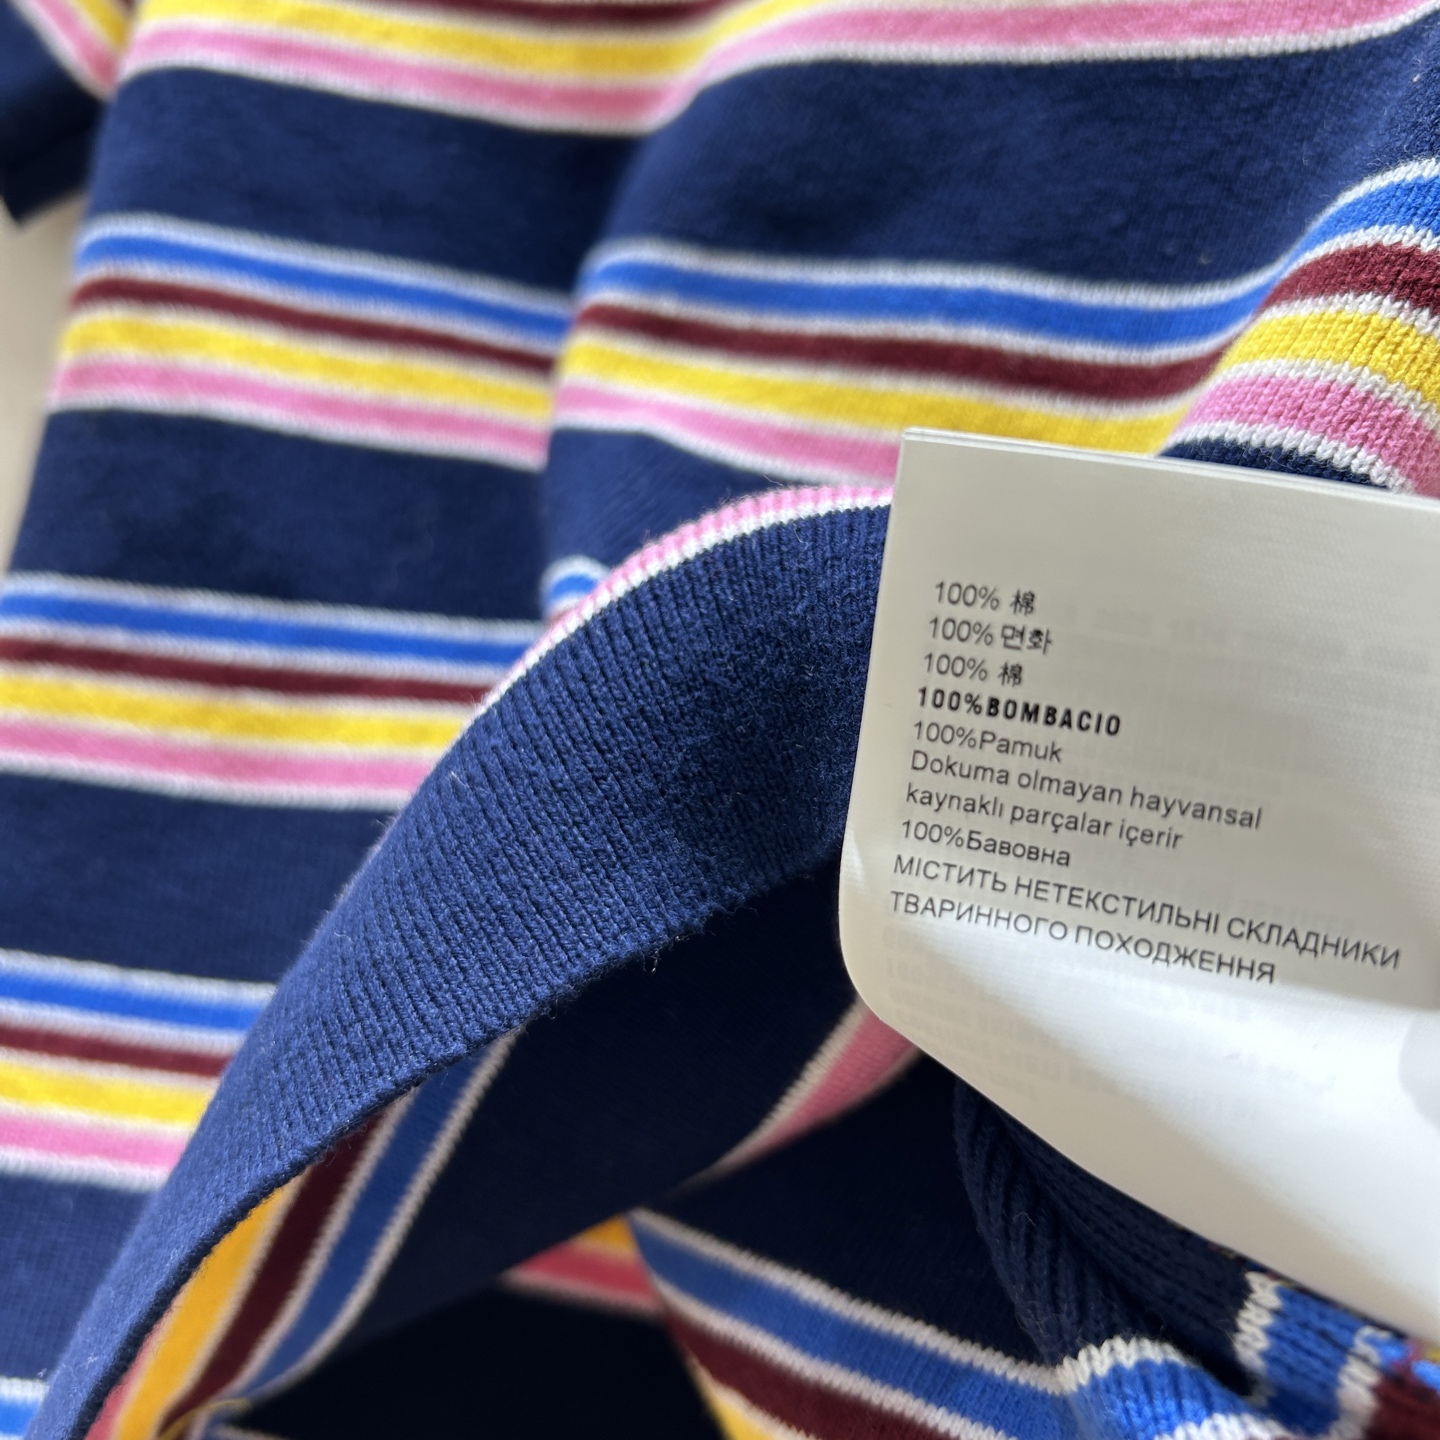 100% 棉
100% 면화
100% 棉
100%BOMBACIO
100%Pamuk
Dokuma olmayan hayvansal
kaynaklı parçalar içerir
100%Бавовна
МІСТИТЬ НЕТЕКСТИЛЬНІ СКЛАДНИКИ
ТВАРИННОГО ПОХОДЖЕННЯ